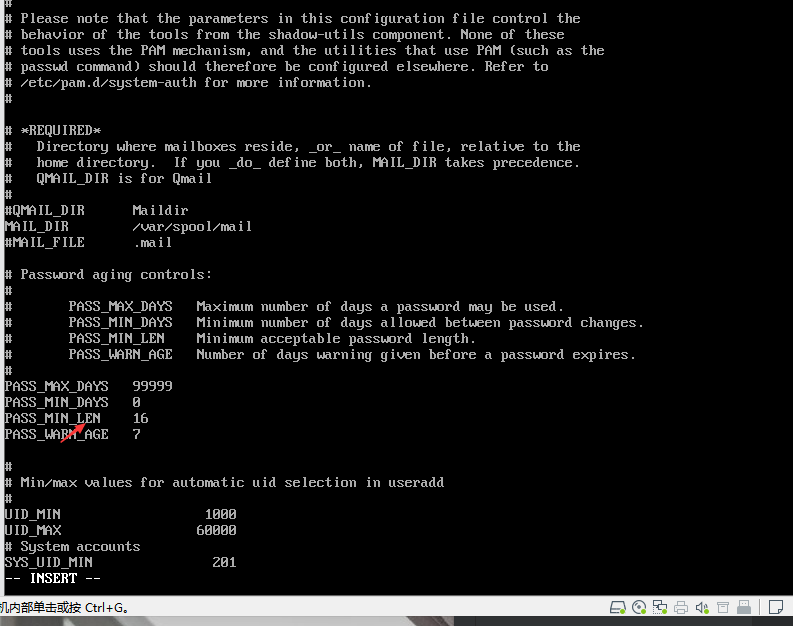 #
# Please note that the parameters in this configuration file control the
# behavior of the tools from the shadow-utils component. None of these
# tools uses the PAM mechanism, and the utilities that use PAM (such as the
# passwd command) should therefore be configured elsewhere. Refer to
# /etc/pam.d/system-auth for more information.
#
# *REQUIRED*
#   Directory where mailboxes reside, _or_ name of file, relative to the
#   home directory.  If you _do_ define both, MAIL_DIR takes precedence.
#   QMAIL_DIR is for Qmail
#
#QMAIL_DIR      Maildir
MAIL_DIR        /var/spool/mail
#MAIL_FILE      .mail
# Password aging controls:
#
#       PASS_MAX_DAYS   Maximum number of days a password may be used.
#       PASS_MIN_DAYS   Minimum number of days allowed between password changes.
#       PASS_MIN_LEN    Minimum acceptable password length.
#       PASS_WARN_AGE   Number of days warning given before a password expires.
#
PASS_MAX_DAYS   99999
PASS_MIN_DAYS   0
PASS_MIN_LEN    16
PASS_WARN_AGE   7
#
# Min/max values for automatic uid selection in useradd
#
UID_MIN                  1000
UID_MAX                 60000
# System accounts
SYS_UID_MIN               201
-- INSERT --
机内部单击或按 Ctrl+G。